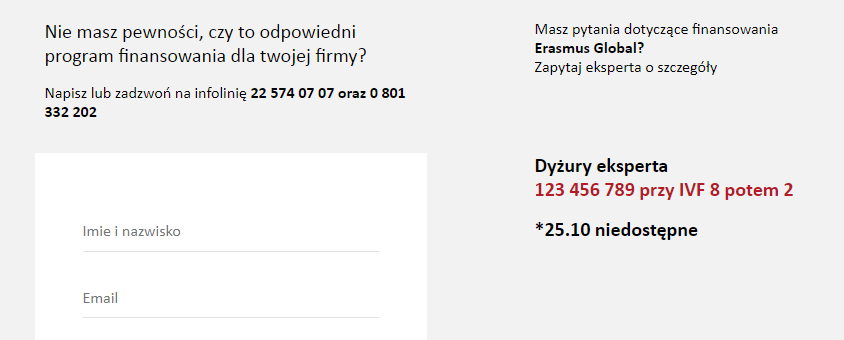 Nie masz pewności, czy to odpowiedni
program finansowania dla twojej firmy?
Napisz lub zadzwoń na infolinię 22 574 07 07 oraz 0 801
332 202
Imie i nazwisko
Email
Masz pytania dotyczące finansowania
Erasmus Global?
Zapytaj eksperta o szczegóły
Dyżury eksperta
123 456 789 przy IVF 8 potem 2
*25.10 niedostępne